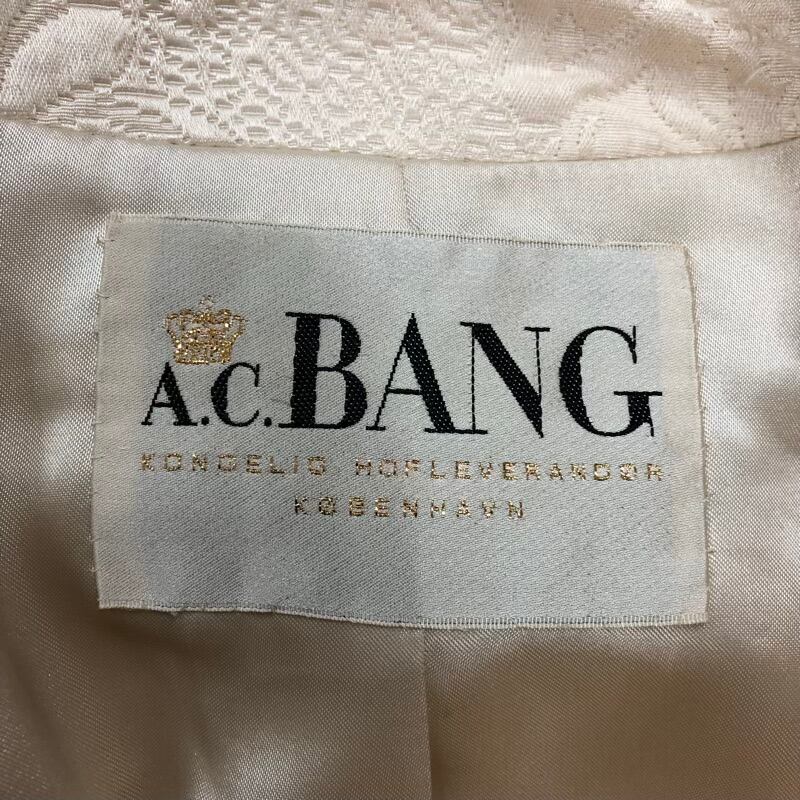 A.C. BANG
KONGELIG HOFLEVERANDØR
KØBENHAVN